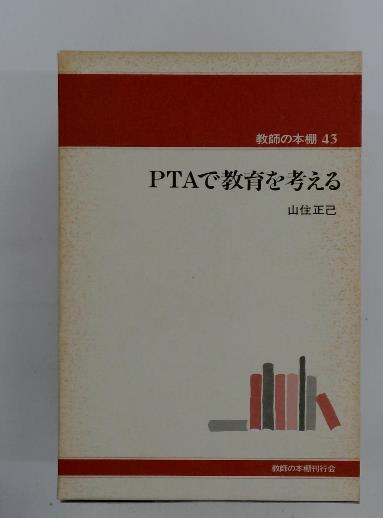 教師の本棚 43
PTAで教育を考える
山住正己
教師の本棚刊行会